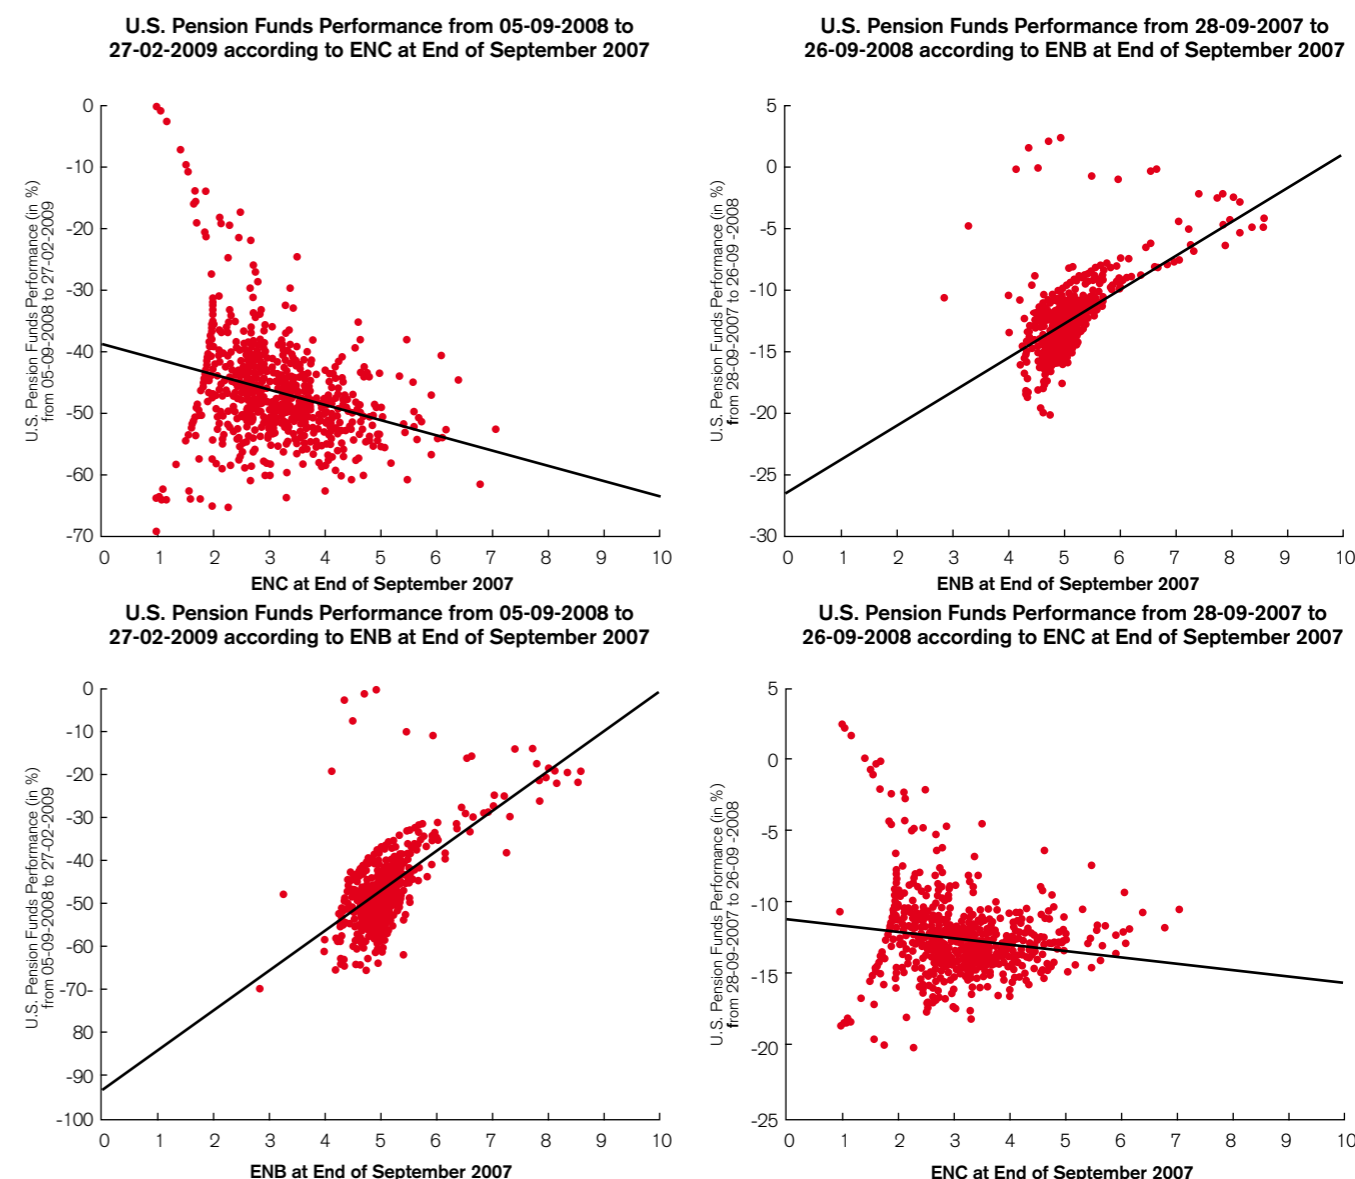 U.S. Pension Funds Performance from 05-09-2008 to
27-02-2009 according to ENC at End of September 2007
U.S. Pension Funds Performance (in %)
from 05-09-2008 to 27-02-2009
0
-10
-20
-30
-40
-50
-60
-70
0 1 2 3 4 5 6 7 8 9 10
ENC at End of September 2007
U.S. Pension Funds Performance from 28-09-2007 to
26-09-2008 according to ENB at End of September 2007
U.S. Pension Funds Performance (in %)
from 28-09-2007 to 26-09 -2008
5
0
-5
-10
-15
-20
-25
-30
0 1 2 3 4 5 6 7 8 9 10
ENB at End of September 2007
U.S. Pension Funds Performance from 05-09-2008 to
27-02-2009 according to ENB at End of September 2007
U.S. Pension Funds Performance (in %)
from 05-09-2008 to 27-02-2009
0
-10
-20
-30
-40
-50
-60
-70-
80
-90
-100
0 1 2 3 4 5 6 7 8 9 10
ENB at End of September 2007
U.S. Pension Funds Performance from 28-09-2007 to
26-09-2008 according to ENC at End of September 2007
U.S. Pension Funds Performance (in %)
from 28-09-2007 to 26-09 -2008
5
0
-5
-10
-15
-20
-25
0 1 2 3 4 5 6 7 8 9 10
ENC at End of September 2007